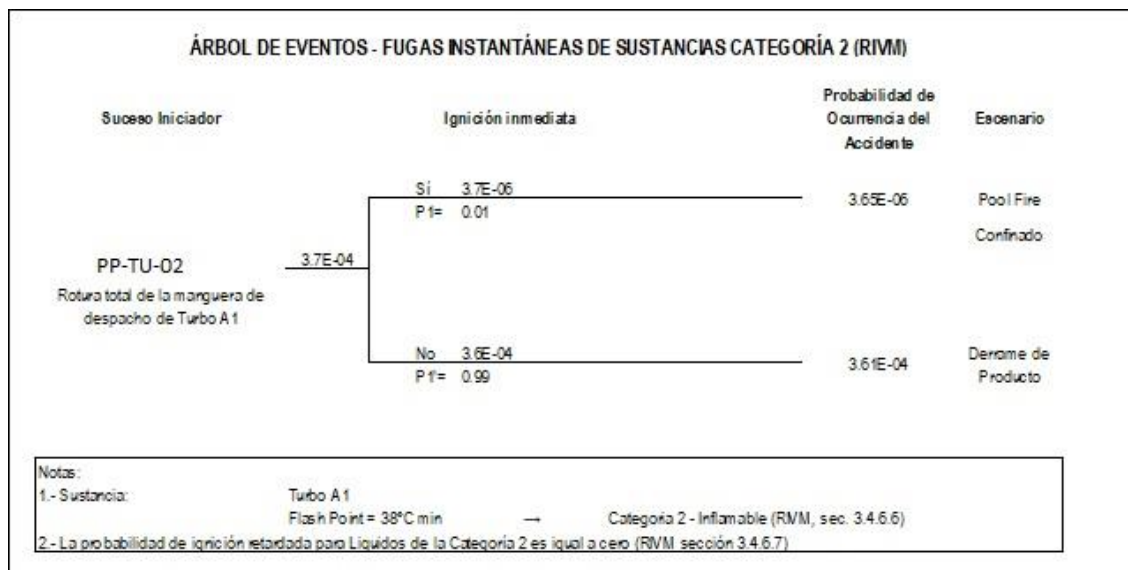 ÁRBOL DE EVENTOS - FUGAS INSTANTÁNEAS DE SUSTANCIAS CATEGORÍA 2 (RIVM)
Suceso Iniciador
Ignición inmediata
Probabilidad de
Ocurrencia del
Accidente
Escenario
Sí 3.7E-06
P1= 0.01
3.65E-06
Pool Fire
Confinado
PP-TU-02
3.7E-04
Rotura total de la manguera de
despacho de Turbo A1
No 3.6E-04
P1'= 0.99
3.61E-04
Derrame de
Producto
Notas:
1.- Sustancia: Turbo A1
Flash Point = 38ºC min → Categoría 2 - Inflamable (RIVM, sec. 3.4.6.6)
2.- La probabilidad de ignición retardada para Líquidos de la Categoría 2 es igual a cero (RIVM sección 3.4.6.7)